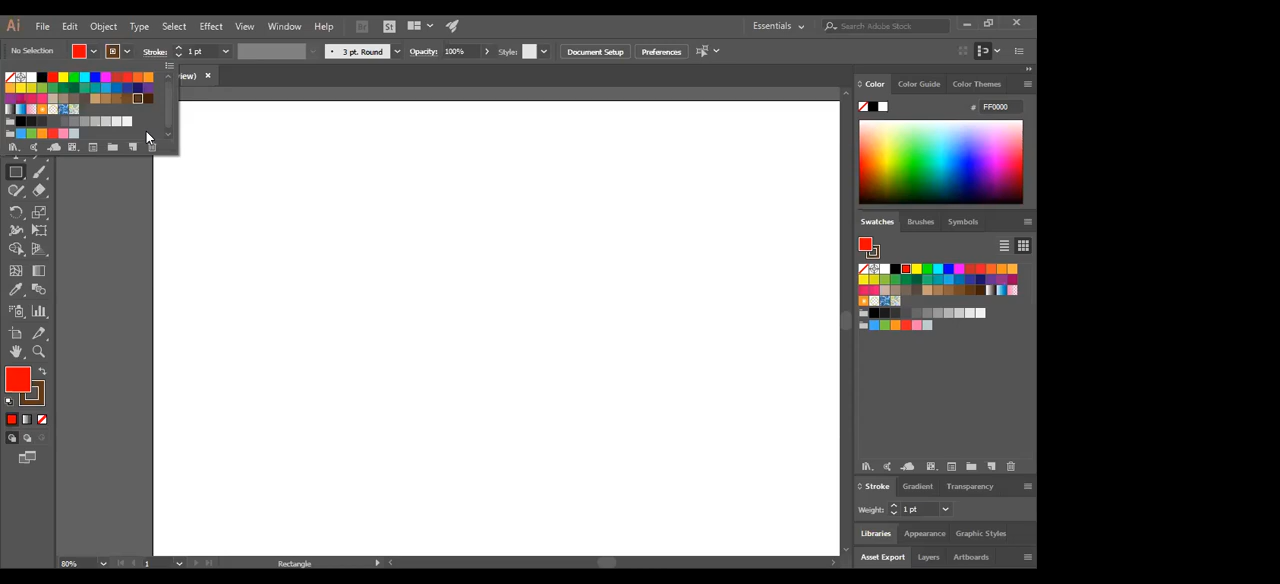 Ai File Edit Object Type Select Effect View Window Help Br St Essentials Search Adobe Stock
No Selection Stroke: 1 pt 3 pt. Round Opacity: 100% Style: Document Setup Preferences
view) ×
Color Color Guide Color Themes
# FF0000
Swatches Brushes Symbols
Stroke Gradient Transparency
Weight: 1 pt
Libraries Appearance Graphic Styles
Asset Export Layers Artboards
80% 1 Rectangle